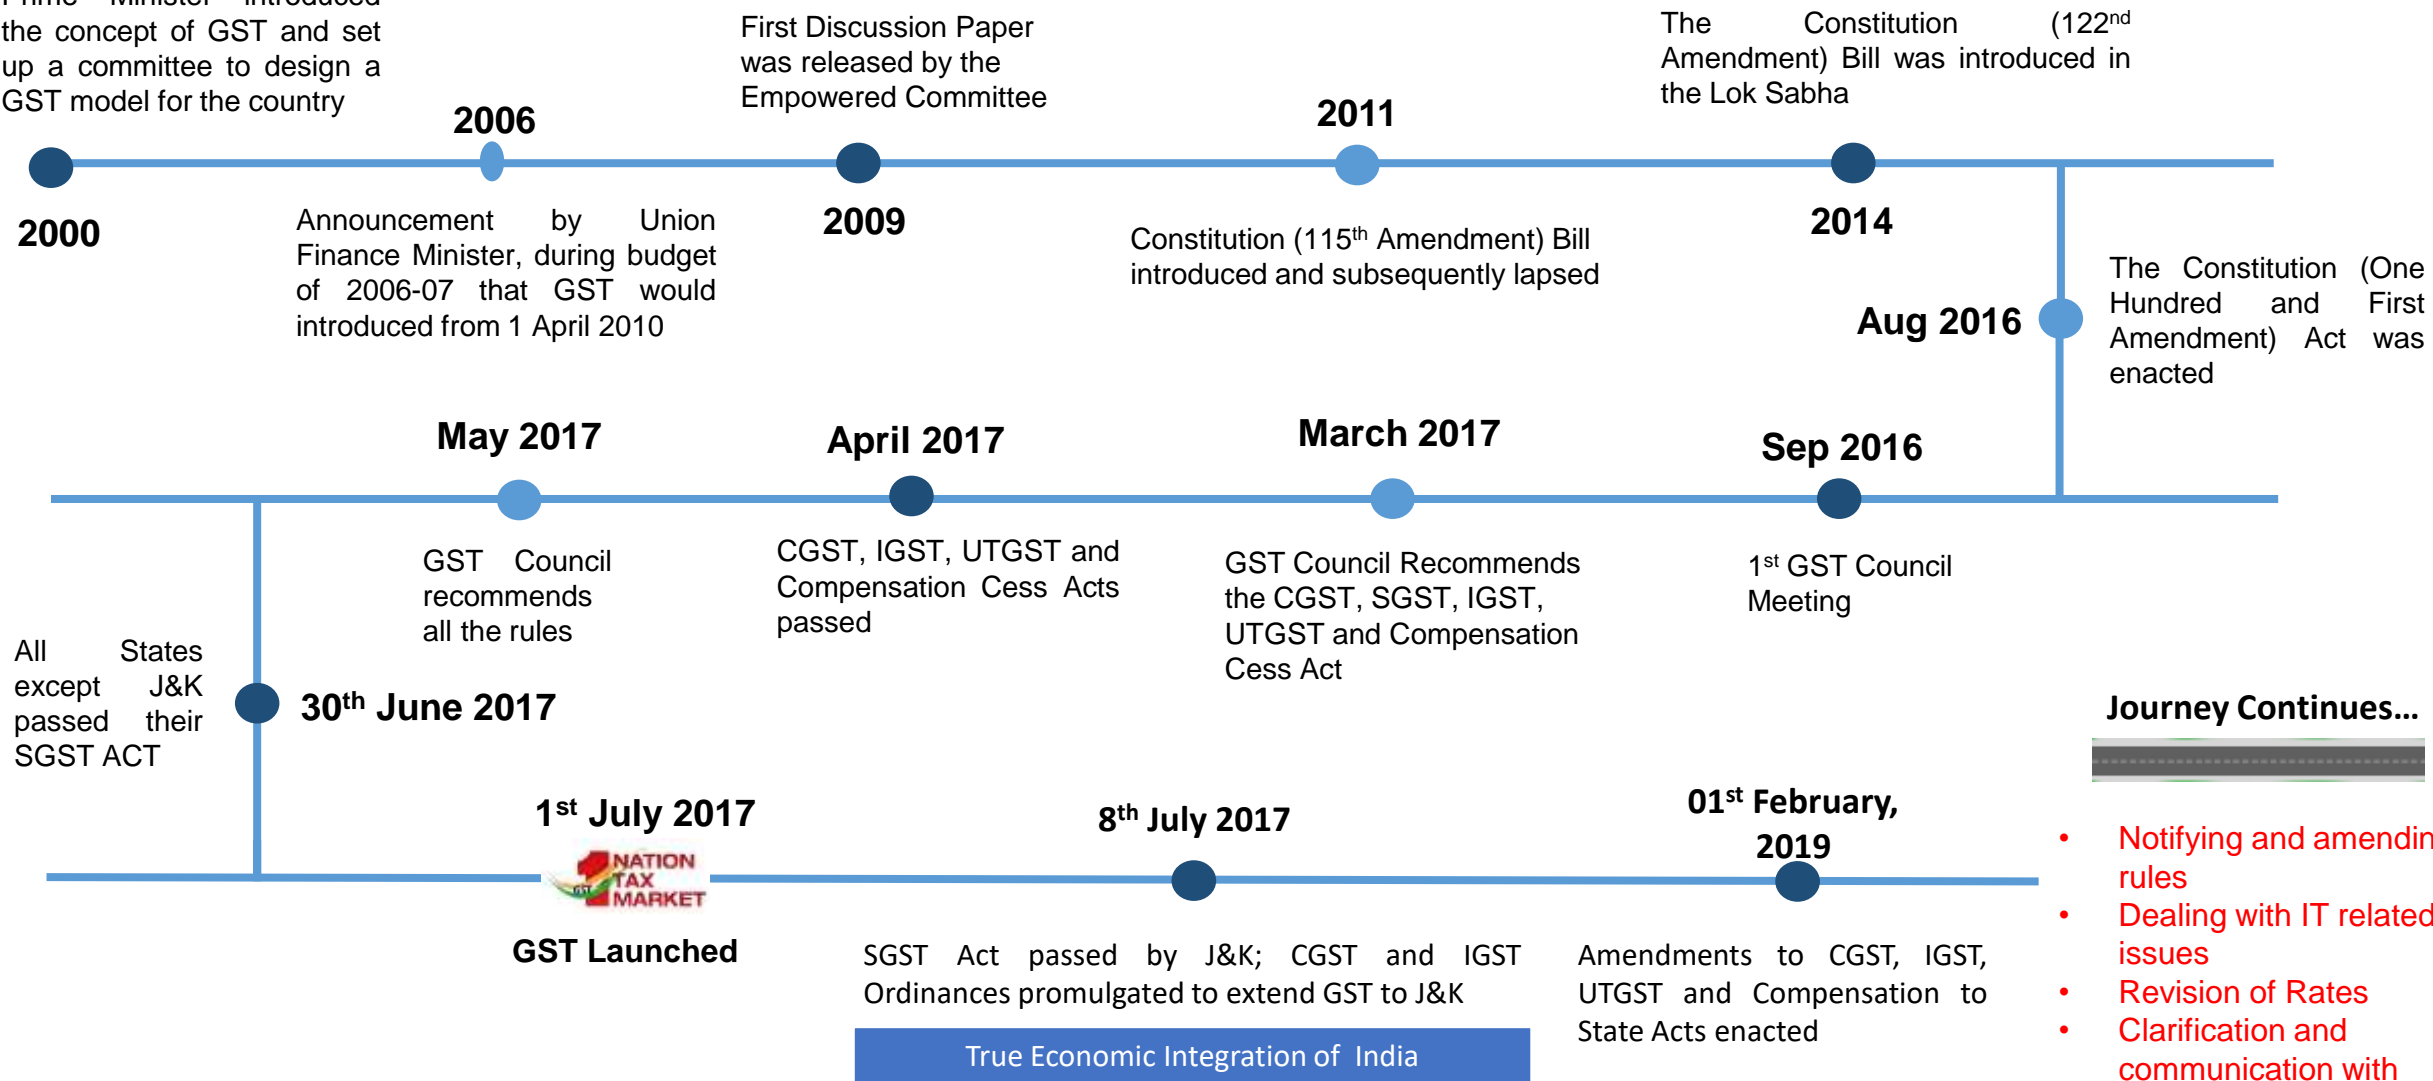 Prime Minister introduced
the concept of GST and set
up a committee to design a
GST model for the country
2000
2006
Announcement by Union
Finance Minister, during budget
of 2006-07 that GST would
introduced from 1 April 2010
First Discussion Paper
was released by the
Empowered Committee
2009
2011
Constitution (115th Amendment) Bill
introduced and subsequently lapsed
The Constitution (122nd
Amendment) Bill was introduced in
the Lok Sabha
2014
Aug 2016
The Constitution (One
Hundred and First
Amendment) Act was
enacted
Sep 2016
1st GST Council
Meeting
March 2017
GST Council Recommends
the CGST, SGST, IGST,
UTGST and Compensation
Cess Act
April 2017
CGST, IGST, UTGST and
Compensation Cess Acts
passed
May 2017
GST Council
recommends
all the rules
All States
except J&K
passed their
SGST ACT
30th June 2017
1st July 2017
GST
1 NATION
TAX
MARKET
GST Launched
8th July 2017
SGST Act passed by J&K; CGST and IGST
Ordinances promulgated to extend GST to J&K
True Economic Integration of India
01st February,
2019
Amendments to CGST, IGST,
UTGST and Compensation to
State Acts enacted
Journey Continues...
• Notifying and amendin
rules
• Dealing with IT related
issues
• Revision of Rates
• Clarification and
communication with